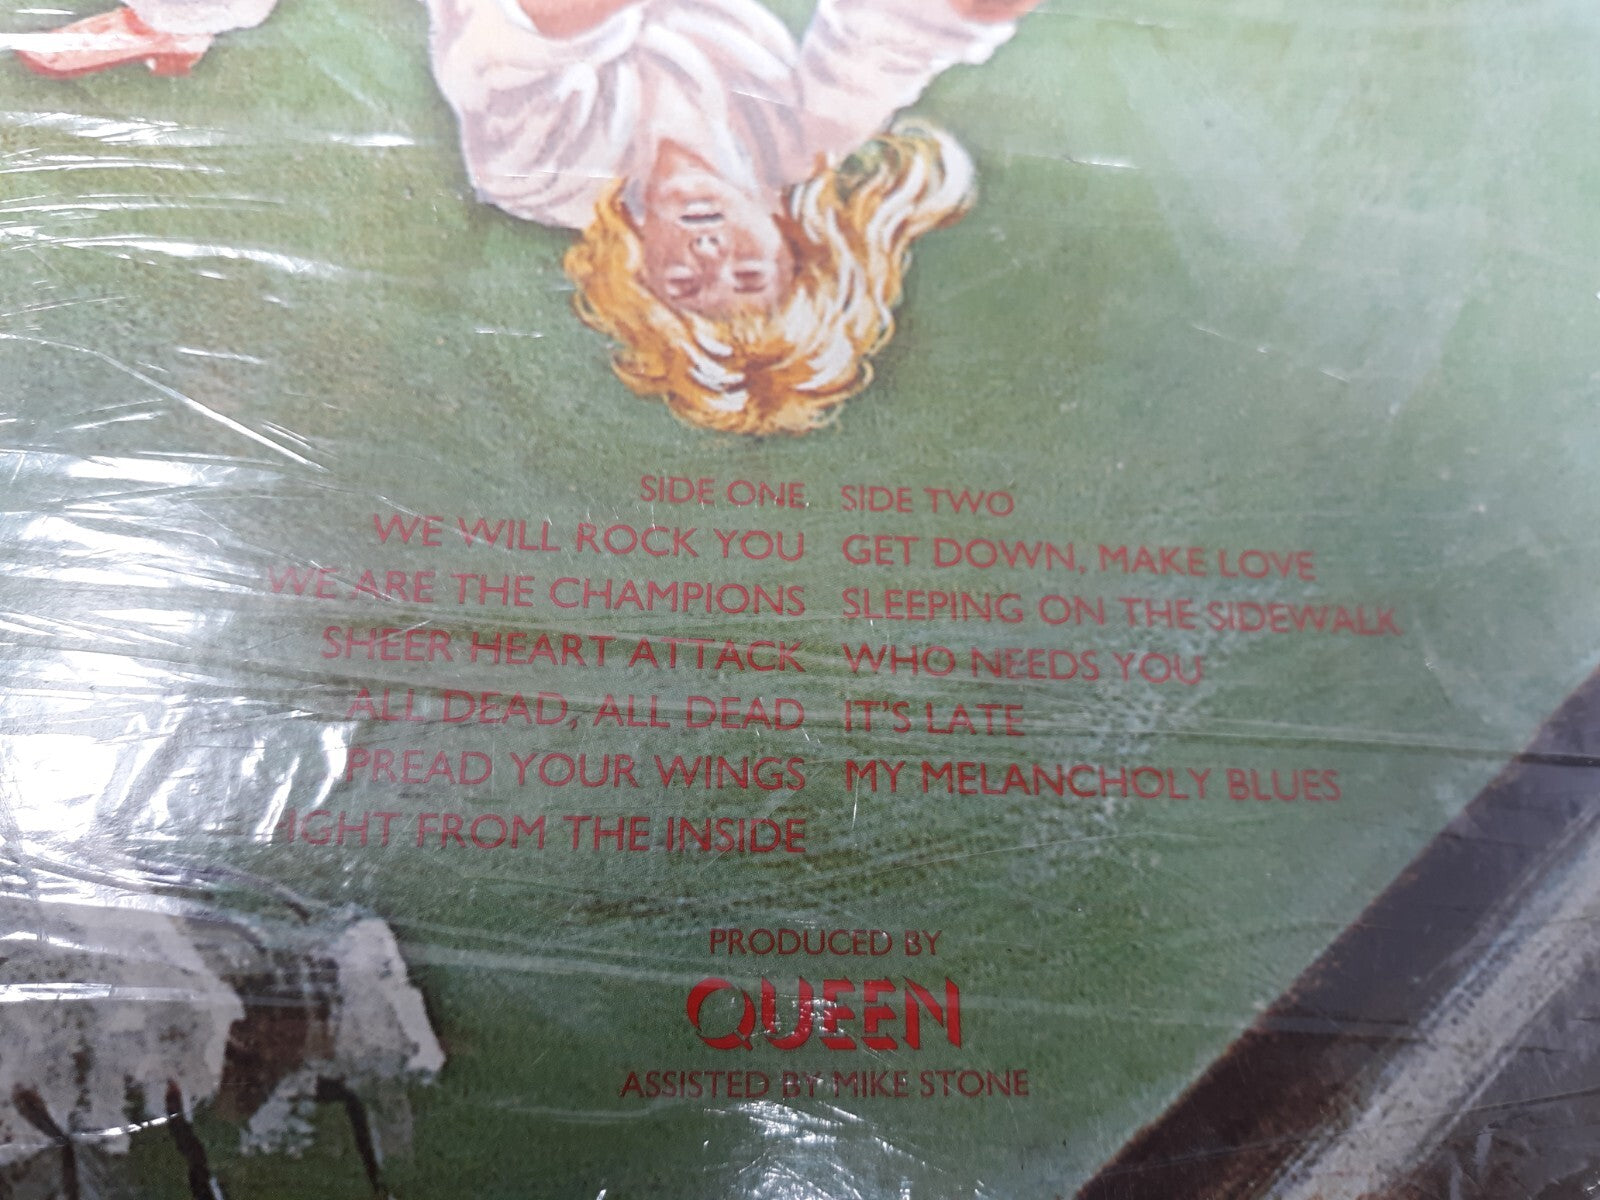 SIDE ONE
WE WILL ROCK YOU
WE ARE THE CHAMPIONS
SHEER HEART ATTACK
ALL DEAD, ALL DEAD
PREAD YOUR WINGS
IGHT FROM THE INSIDE
SIDE TWO
GET DOWN, MAKE LOVE
SLEEPING ON THE SIDEWALK
WHO NEEDS YOU
IT'S LATE
MY MELANCHOLY BLUES
PRODUCED BY
QUEEN
ASSISTED BY MIKE STONE